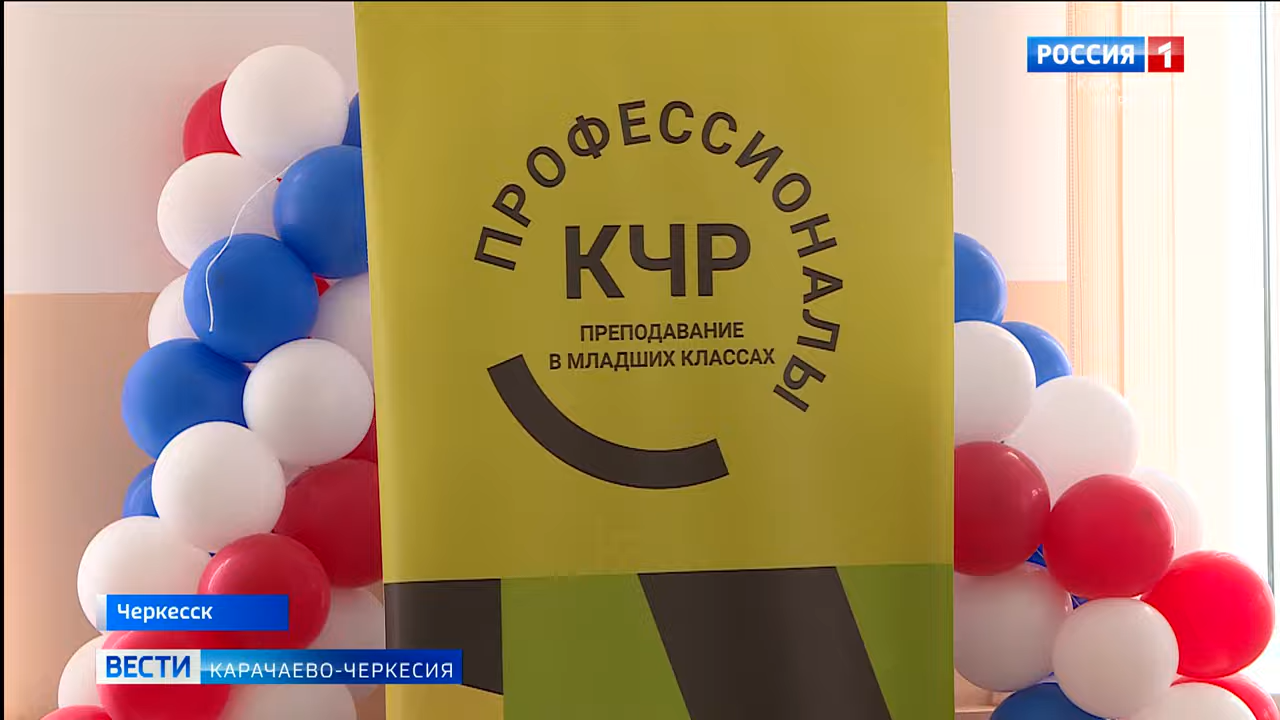 РОССИЯ 1
ПРОФЕССИОНАЛЫ
КЧР
ПРЕПОДАВАНИЕ
В МЛАДШИХ КЛАССАХ
Черкесск
ВЕСТИ КАРАЧАЕВО-ЧЕРКЕСИЯ